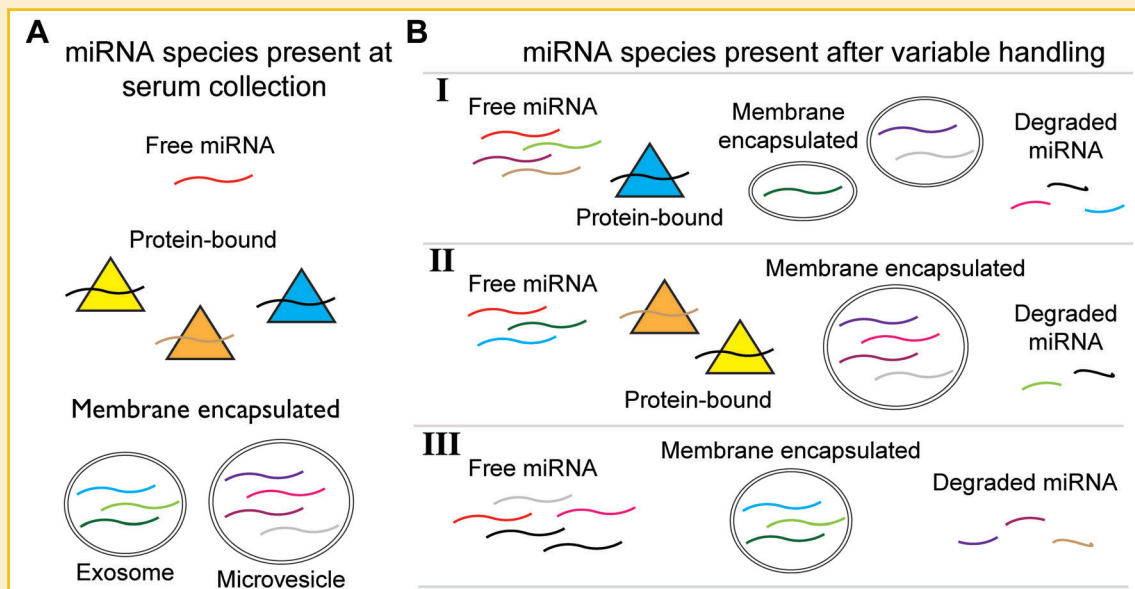 A
miRNA species present at
serum collection
Free miRNA
Protein-bound
Membrane encapsulated
Exosome
Microvesicle
B
miRNA species present after variable handling
I
Free miRNA
Protein-bound
Membrane
encapsulated
Degraded
miRNA
II
Free miRNA
Protein-bound
Membrane encapsulated
Degraded
miRNA
III
Free miRNA
Membrane encapsulated
Degraded miRNA